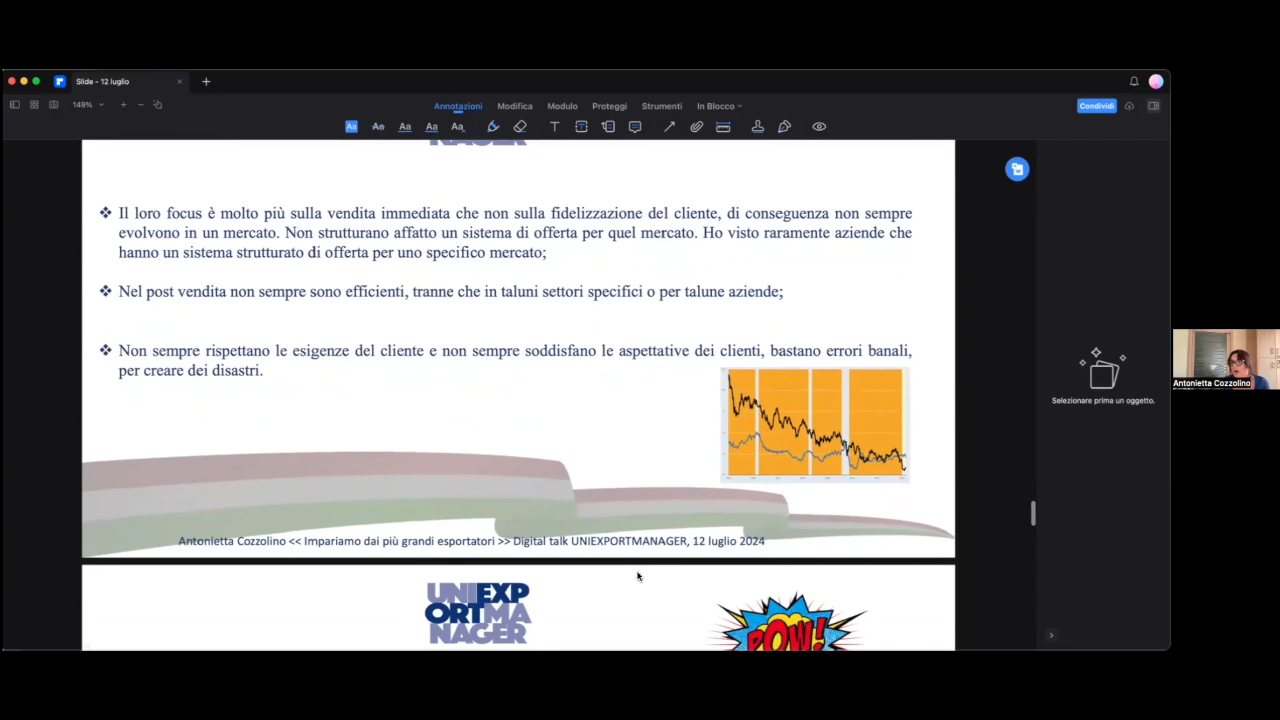 Slide - 12 luglio
149%
Annotazioni
Modifica
Modulo
Proteggi
Strumenti
In Blocco
Condividi
NAGER
❖ Il loro focus è molto più sulla vendita immediata che non sulla fidelizzazione del cliente, di conseguenza non sempre
evolvono in un mercato. Non strutturano affatto un sistema di offerta per quel mercato. Ho visto raramente aziende che
hanno un sistema strutturato di offerta per uno specifico mercato;
❖ Nel post vendita non sempre sono efficienti, tranne che in taluni settori specifici o per talune aziende;
❖ Non sempre rispettano le esigenze del cliente e non sempre soddisfano le aspettative dei clienti, bastano errori banali,
per creare dei disastri.
Selezionare prima un oggetto.
Antonietta Cozzolino
Antonietta Cozzolino << Impariamo dai più grandi esportatori >> Digital talk UNIEXPORTMANAGER, 12 luglio 2024
UNIEXP
ORTMA
NAGER
POW!